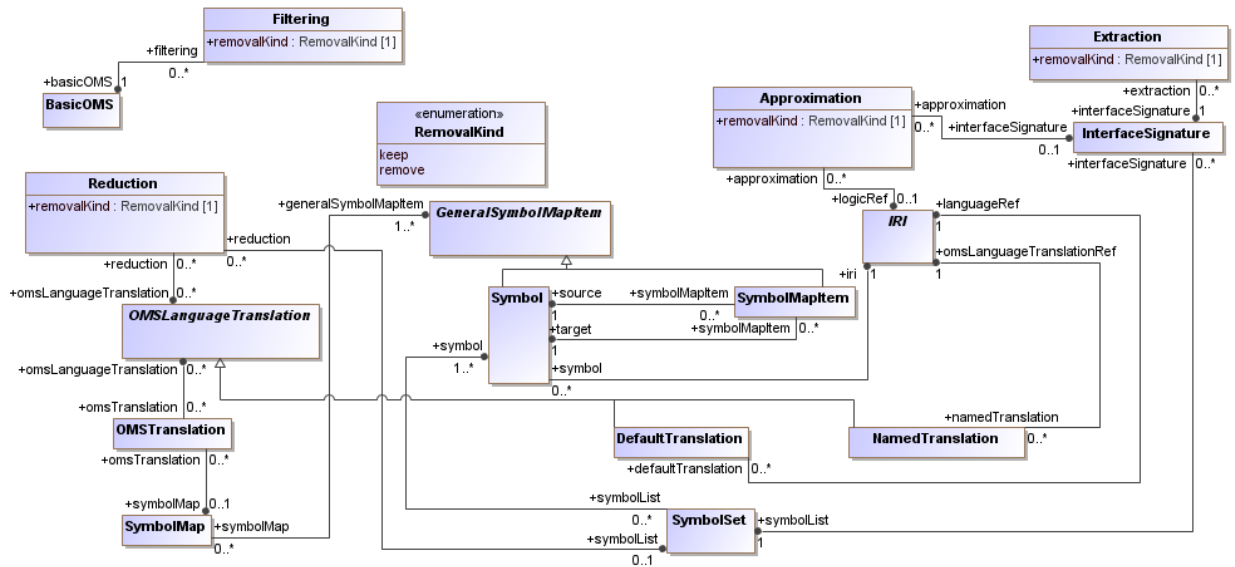 Filtering
+removalKind : RemovalKind [1]
+filtering
0..*
+basicOMS
1
BasicOMS
Extraction
+removalKind : RemovalKind [1]
+extraction
0..*
+interfaceSignature
1
InterfaceSignature
+interfaceSignature
0..*
Approximation
+removalKind : RemovalKind [1]
+approximation
0..*
+interfaceSignature
0..1
+approximation
0..*
+logicRef
0..1
«enumeration»
RemovalKind
keep
remove
Reduction
+removalKind : RemovalKind [1]
+reduction
0..*
+reduction
0..*
+generalSymbolMapItem
1..*
GeneralSymbolMapItem
IRI
+languageRef
1
+omsLanguageTranslationRef
1
+iri
1
+omsLanguageTranslation
0..*
OMSLanguageTranslation
+omsLanguageTranslation
0..*
Symbol
+source
1
+symbolMapItem
0..*
SymbolMapItem
+target
1
+symbolMapItem
0..*
+symbol
1..*
+symbol
0..*
+omsTranslation
0..*
OMSTranslation
+omsTranslation
0..*
DefaultTranslation
+defaultTranslation
0..*
+namedTranslation
NamedTranslation
0..*
+symbolMap
0..1
SymbolMap
+symbolMap
0..*
+symbolList
0..*
SymbolSet
+symbolList
1
+symbolList
0..1